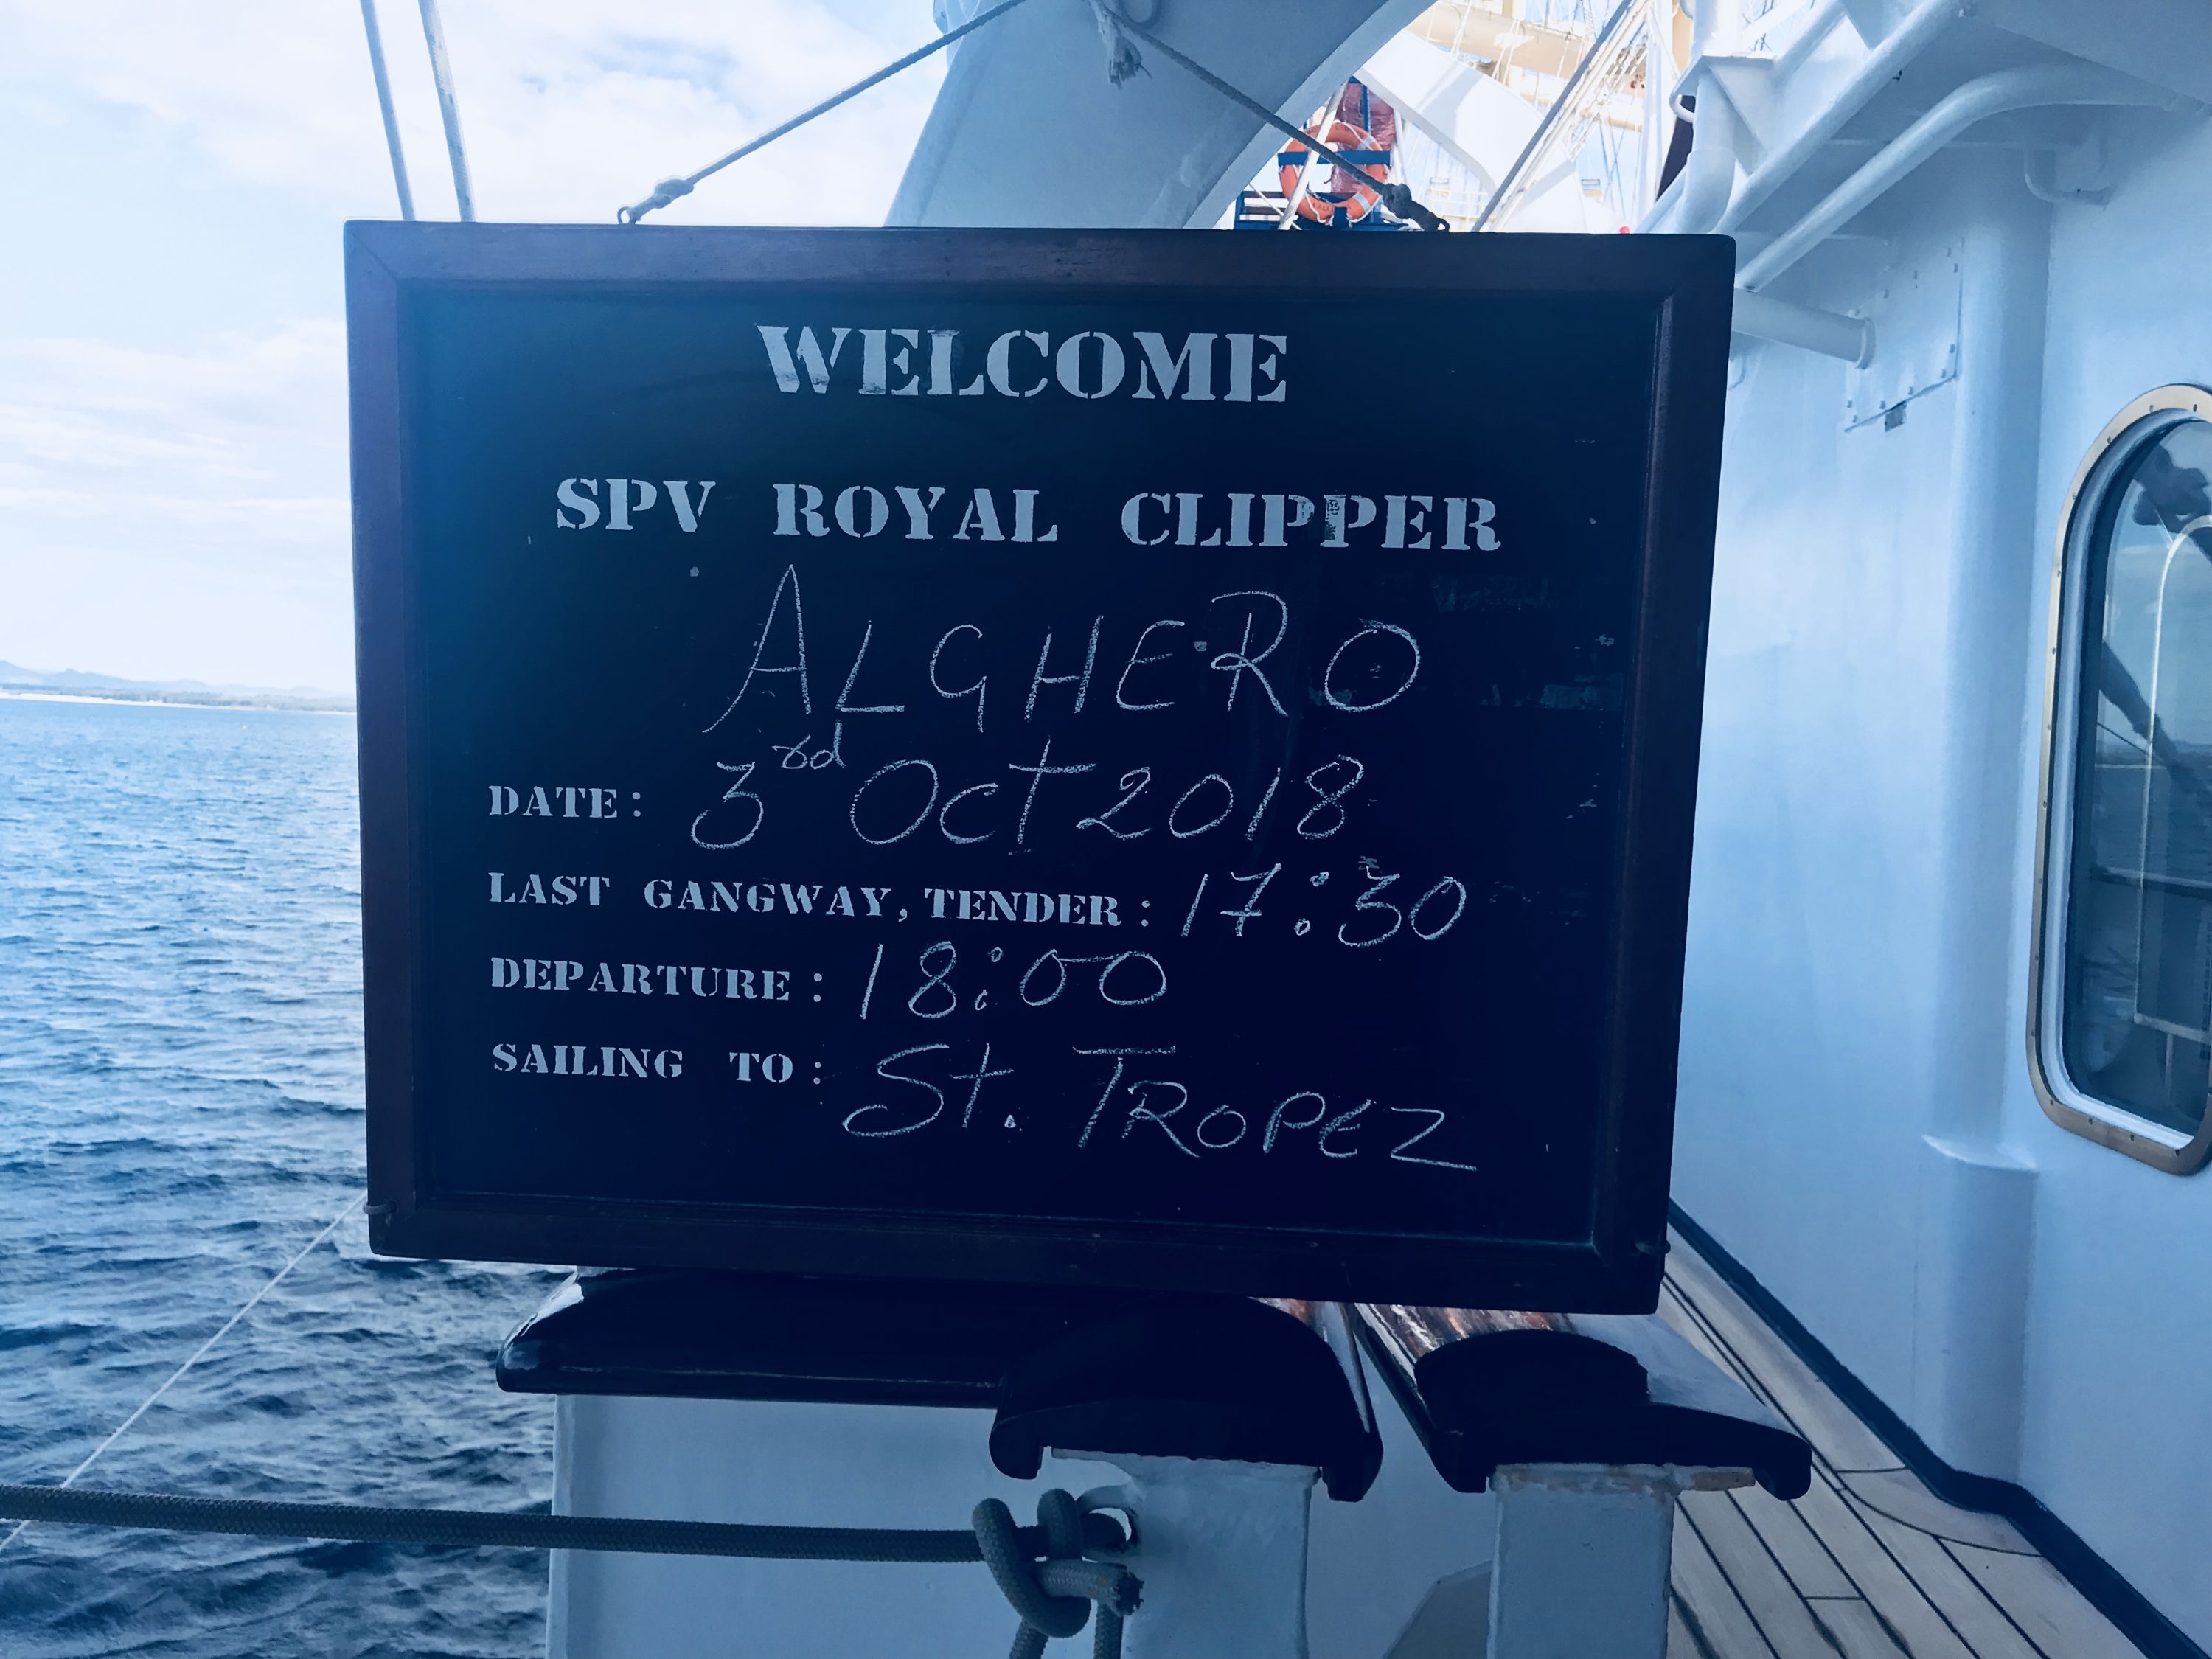 WELCOME
SPV ROYAL CLIPPER
ALGHERO
DATE: 3rd Oct 2018
LAST GANGWAY, TENDER: 17:30
DEPARTURE: 18:00
SAILING TO: St. TROPEZ